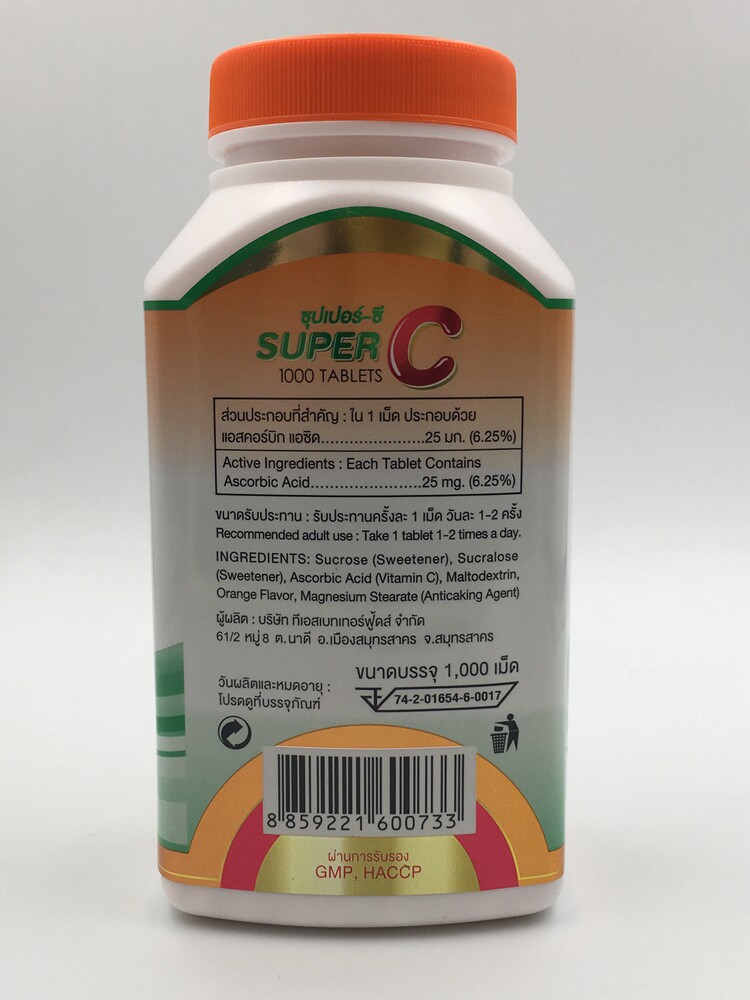 ซุปเปอร์-ซี
SUPER C
1000 TABLETS
ส่วนประกอบที่สำคัญ : ใน 1 เม็ด ประกอบด้วย
แอสคอร์บิก แอซิด......................25 มก. (6.25%)
Active Ingredients : Each Tablet Contains
Ascorbic Acid.......................25 mg. (6.25%)
ขนาดรับประทาน : รับประทานครั้งละ 1 เม็ด วันละ 1-2 ครั้ง
Recommended adult use : Take 1 tablet 1-2 times a day.
INGREDIENTS: Sucrose (Sweetener), Sucralose
(Sweetener), Ascorbic Acid (Vitamin C), Maltodextrin,
Orange Flavor, Magnesium Stearate (Anticaking Agent)
ผู้ผลิต : บริษัท ทีเอสเบทเทอร์ฟู้ดส์ จำกัด
61/2 หมู่ 8 ต.นาดี อ.เมืองสมุทรสาคร จ.สมุทรสาคร
ขนาดบรรจุ 1,000 เม็ด
วันผลิตและหมดอายุ :
โปรดดูที่บรรจุภัณฑ์
74-2-01654-6-0017
8 859221 600733
ผ่านการรับรอง
GMP, HACCP